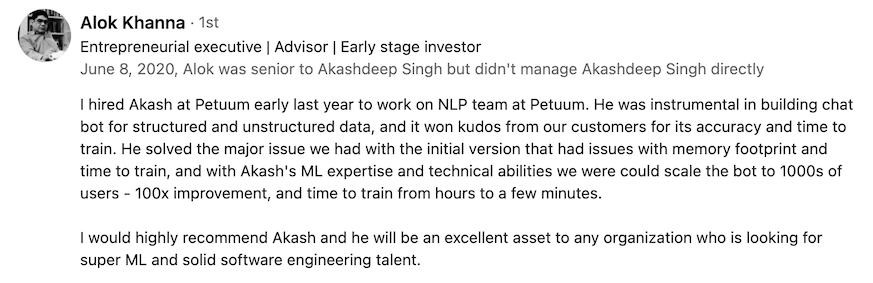 Alok Khanna · 1st
Entrepreneurial executive | Advisor | Early stage investor
June 8, 2020, Alok was senior to Akashdeep Singh but didn't manage Akashdeep Singh directly
I hired Akash at Petuum early last year to work on NLP team at Petuum. He was instrumental in building chat
bot for structured and unstructured data, and it won kudos from our customers for its accuracy and time to
train. He solved the major issue we had with the initial version that had issues with memory footprint and
time to train, and with Akash's ML expertise and technical abilities we were could scale the bot to 1000s of
users - 100x improvement, and time to train from hours to a few minutes.
I would highly recommend Akash and he will be an excellent asset to any organization who is looking for
super ML and solid software engineering talent.